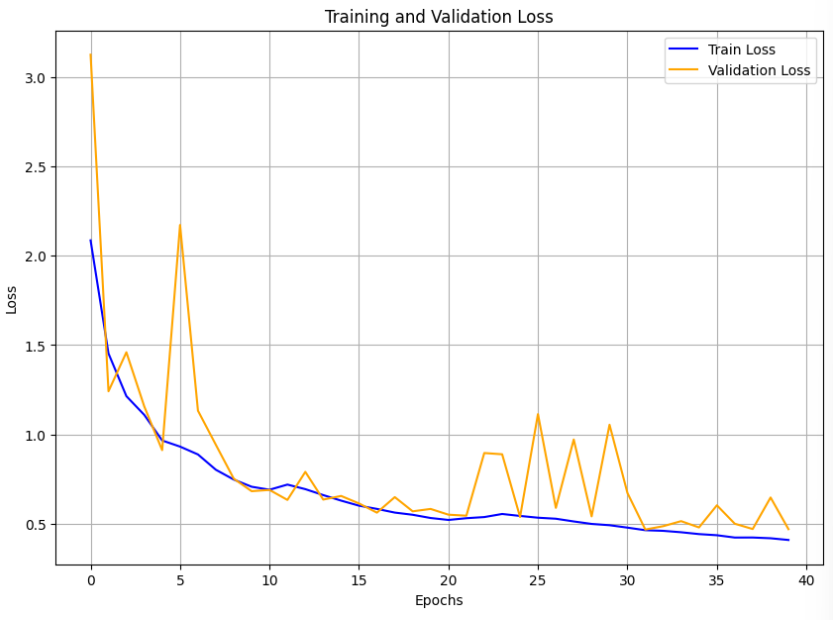 Training and Validation Loss
Train Loss
Validation Loss
3.0
2.5
2.0
1.5
1.0
0.5
Loss
0 5 10 15 20 25 30 35 40
Epochs